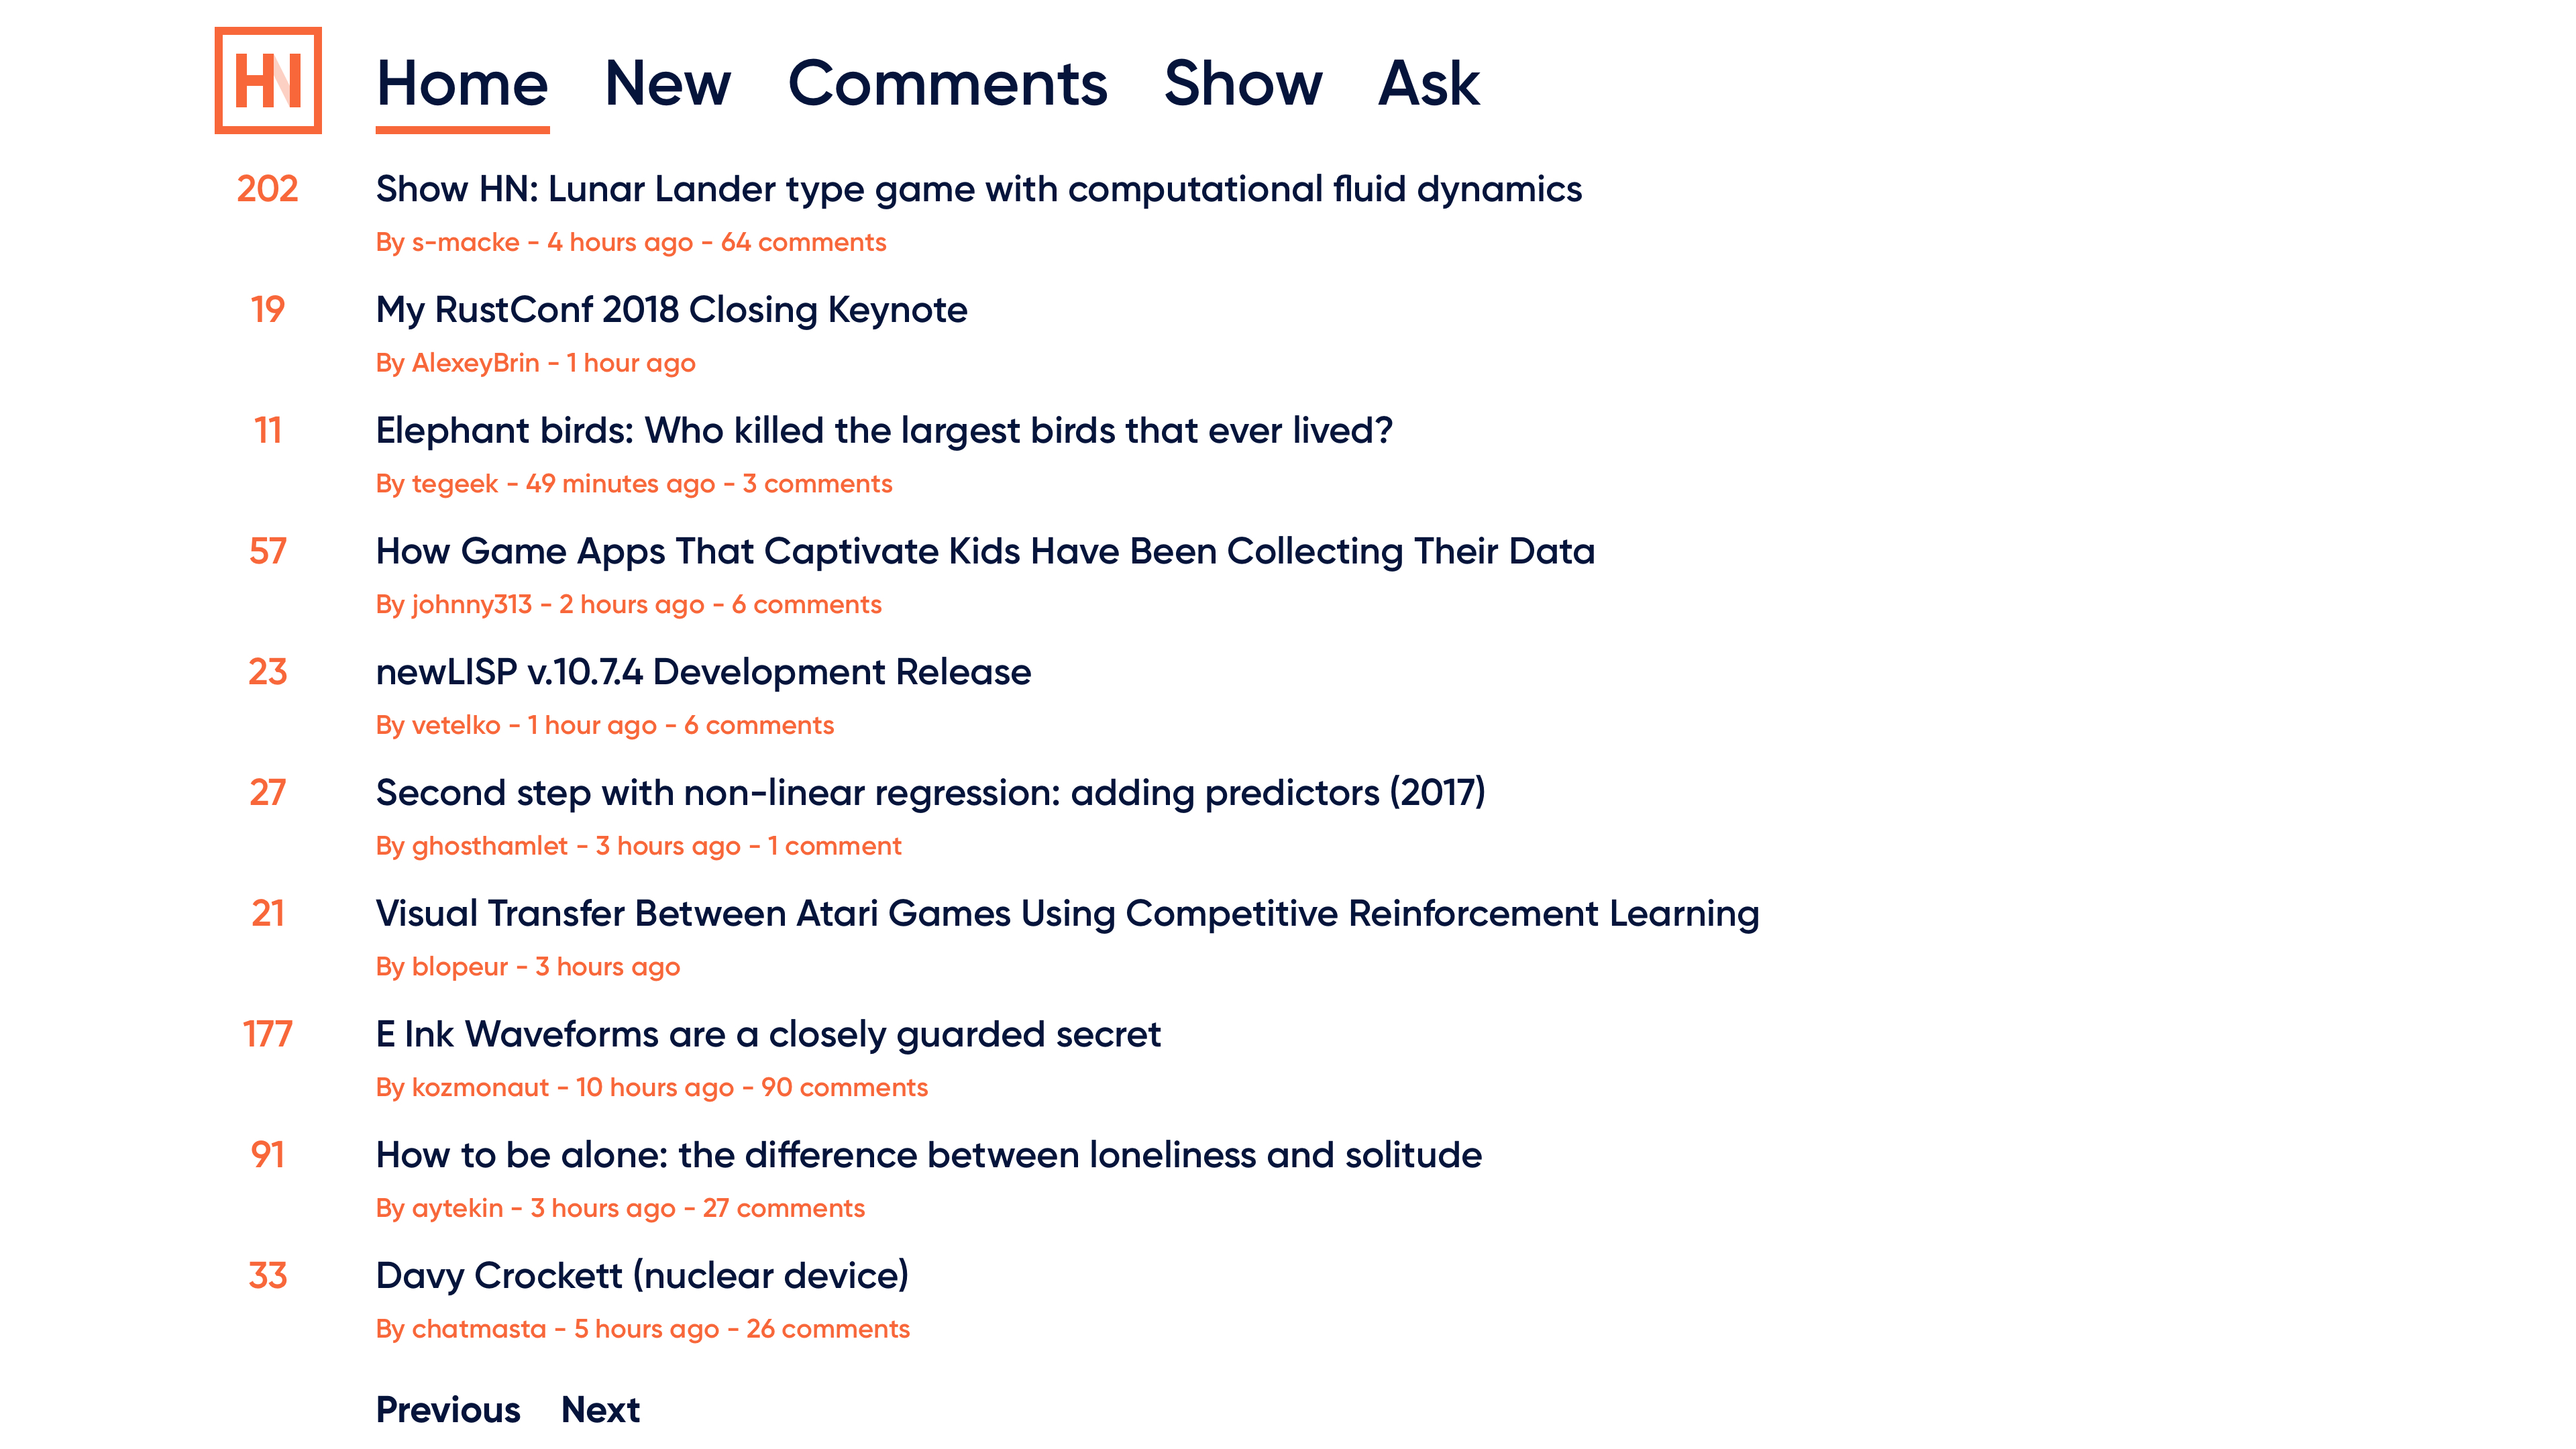 HN
Home New Comments Show Ask
202 Show HN: Lunar Lander type game with computational fluid dynamics
By s-macke - 4 hours ago - 64 comments
19 My RustConf 2018 Closing Keynote
By AlexeyBrin - 1 hour ago
11 Elephant birds: Who killed the largest birds that ever lived?
By tegeek - 49 minutes ago - 3 comments
57 How Game Apps That Captivate Kids Have Been Collecting Their Data
By johnny313 - 2 hours ago - 6 comments
23 newLISP v.10.7.4 Development Release
By vetelko - 1 hour ago - 6 comments
27 Second step with non-linear regression: adding predictors (2017)
By ghosthamlet - 3 hours ago - 1 comment
21 Visual Transfer Between Atari Games Using Competitive Reinforcement Learning
By blopeur - 3 hours ago
177 E Ink Waveforms are a closely guarded secret
By kozmonaut - 10 hours ago - 90 comments
91 How to be alone: the difference between loneliness and solitude
By aytekin - 3 hours ago - 27 comments
33 Davy Crockett (nuclear device)
By chatmasta - 5 hours ago - 26 comments
Previous Next